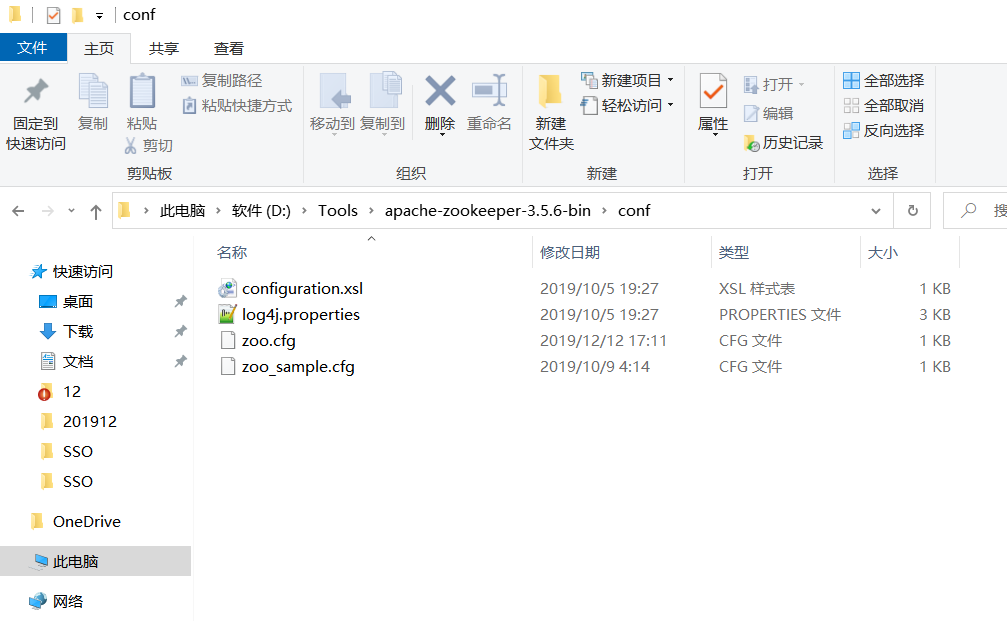 conf
文件 主页 共享 查看
固定到
快速访问
复制
粘贴
复制路径
粘贴快捷方式
剪切
剪贴板
移动到 复制到 删除 重命名
组织
新建
文件夹
新建项目
轻松访问
新建
属性
打开
编辑
历史记录
打开
全部选择
全部取消
反向选择
选择
此电脑 软件 (D:) Tools apache-zookeeper-3.5.6-bin conf
搜
名称 修改日期 类型 大小
configuration.xsl 2019/10/5 19:27 XSL 样式表 1 KB
log4j.properties 2019/10/5 19:27 PROPERTIES 文件 3 KB
zoo.cfg 2019/12/12 17:11 CFG 文件 1 KB
zoo_sample.cfg 2019/10/9 4:14 CFG 文件 1 KB
快速访问
桌面
下载
文档
12
201912
SSO
SSO
OneDrive
此电脑
网络